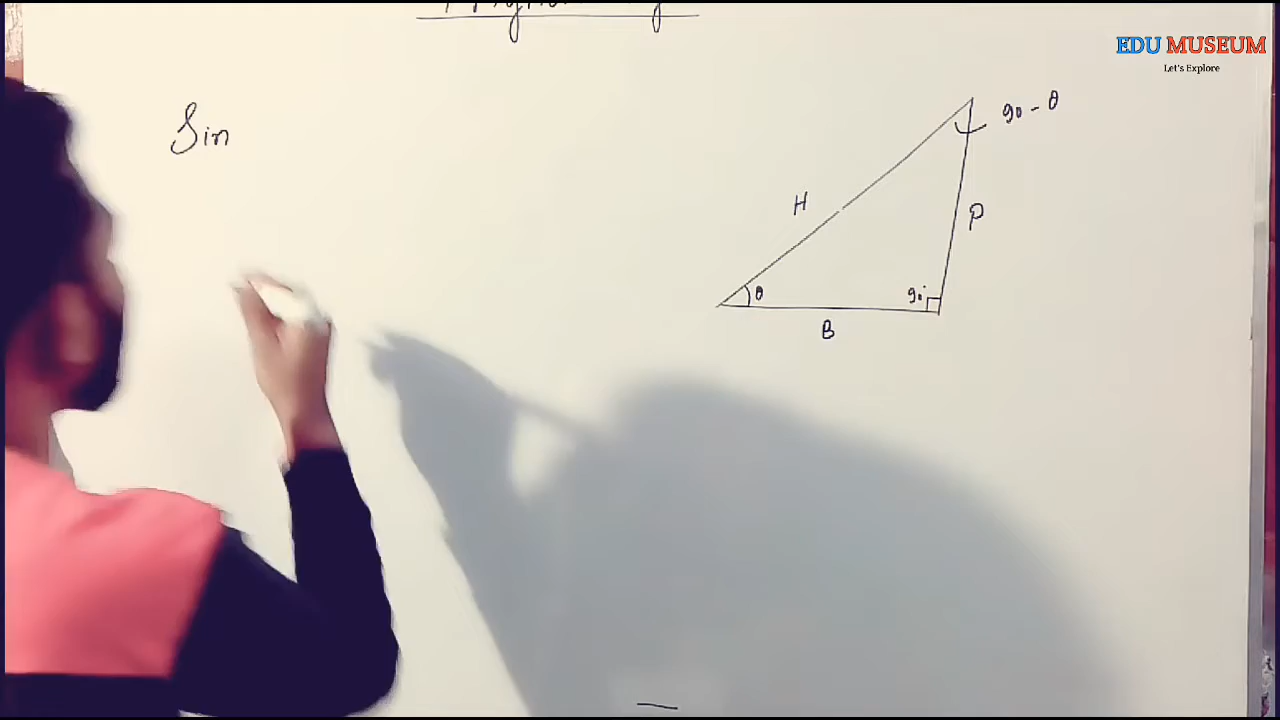 EDU MUSEUM
Let's Explore
Sin
90 - θ
H
P
θ
90°
B